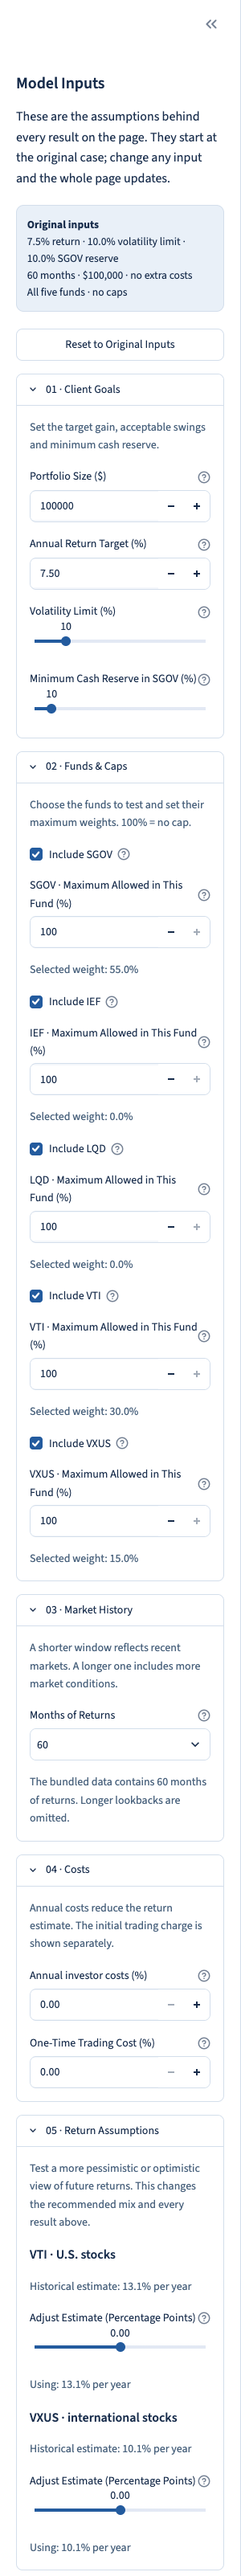 Model Inputs
These are the assumptions behind
every result on the page. They start at
the original case; change any input
and the whole page updates.
Original inputs
7.5% return · 10.0% volatility limit ·
10.0% SGOV reserve
60 months · $100,000 · no extra costs
All five funds · no caps
Reset to Original Inputs
01 · Client Goals
Set the target gain, acceptable swings
and minimum cash reserve.
Portfolio Size ($)
100000
Annual Return Target (%)
7.50
Volatility Limit (%)
10
Minimum Cash Reserve in SGOV (%)
10
02 · Funds & Caps
Choose the funds to test and set their
maximum weights. 100% = no cap.
Include SGOV
SGOV · Maximum Allowed in This
Fund (%)
100
Selected weight: 55.0%
Include IEF
IEF · Maximum Allowed in This Fund
(%)
100
Selected weight: 0.0%
Include LQD
LQD · Maximum Allowed in This
Fund (%)
100
Selected weight: 0.0%
Include VTI
VTI · Maximum Allowed in This Fund
(%)
100
Selected weight: 30.0%
Include VXUS
VXUS · Maximum Allowed in This
Fund (%)
100
Selected weight: 15.0%
03 · Market History
A shorter window reflects recent
markets. A longer one includes more
market conditions.
Months of Returns
60
The bundled data contains 60 months
of returns. Longer lookbacks are
omitted.
04 · Costs
Annual costs reduce the return
estimate. The initial trading charge is
shown separately.
Annual investor costs (%)
0.00
One-Time Trading Cost (%)
0.00
05 · Return Assumptions
Test a more pessimistic or optimistic
view of future returns. This changes
the recommended mix and every
result above.
VTI · U.S. stocks
Historical estimate: 13.1% per year
Adjust Estimate (Percentage Points)
0.00
Using: 13.1% per year
VXUS · international stocks
Historical estimate: 10.1% per year
Adjust Estimate (Percentage Points)
0.00
Using: 10.1% per year